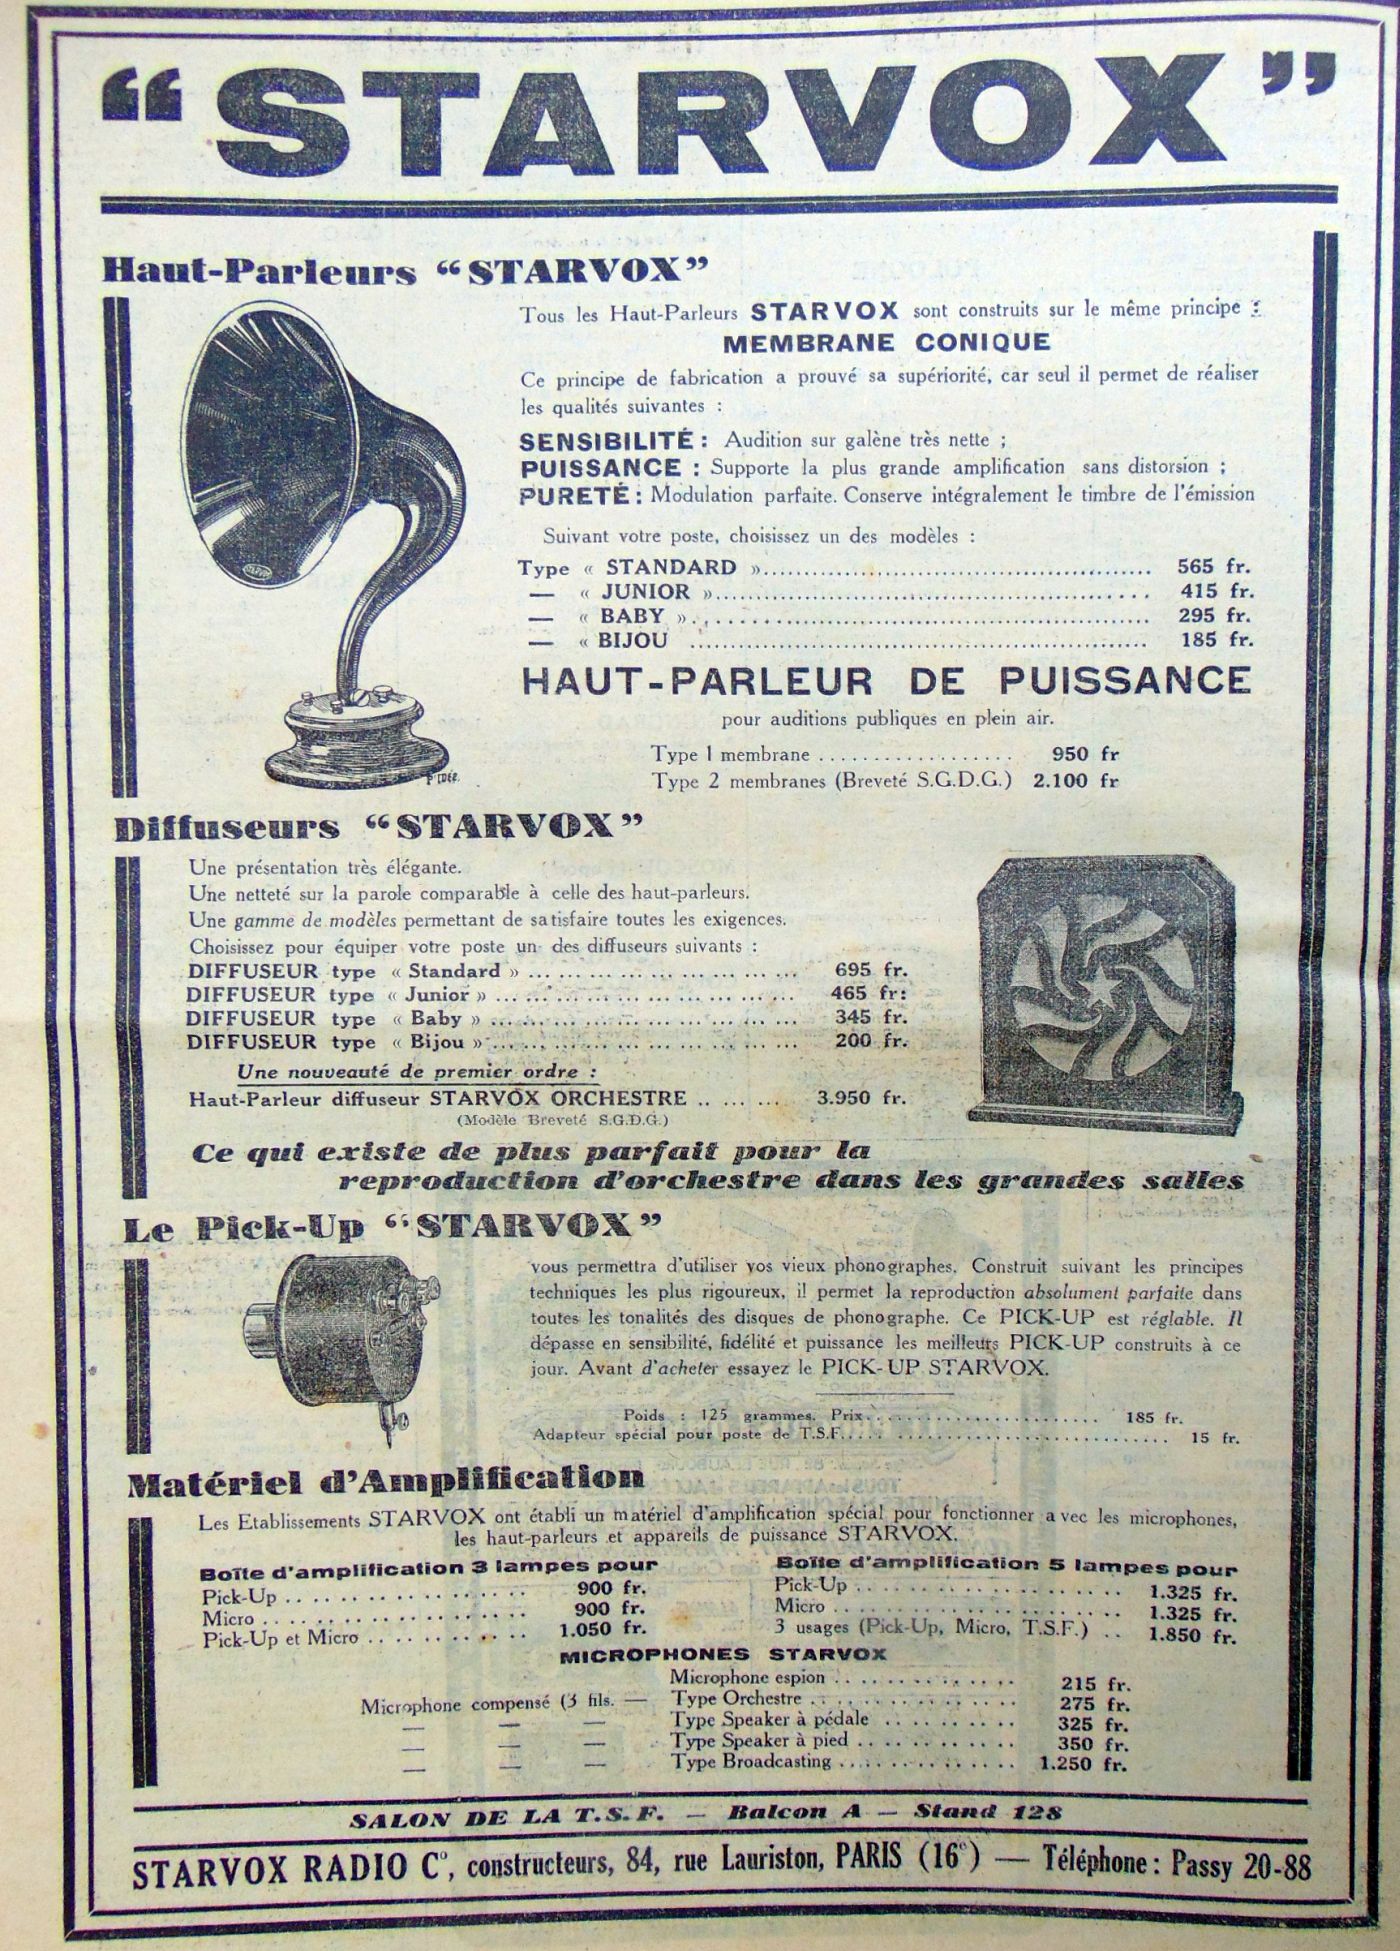 “STARVOX”
Haut-Parleurs “STARVOX”
Tous les Haut-Parleurs STARVOX sont construits sur le même principe :
MEMBRANE CONIQUE
Ce principe de fabrication a prouvé sa supériorité, car seul il permet de réaliser
les qualités suivantes :
SENSIBILITÉ : Audition sur galène très nette ;
PUISSANCE : Supporte la plus grande amplification sans distorsion ;
PURETÉ : Modulation parfaite. Conserve intégralement le timbre de l'émission
Suivant votre poste, choisissez un des modèles :
Type « STANDARD »........ 565 fr.
— « JUNIOR »........ 415 fr.
— « BABY »........ 295 fr.
— « BIJOU ........ 185 fr.
HAUT-PARLEUR DE PUISSANCE
pour auditions publiques en plein air.
Type 1 membrane ........ 950 fr
Type 2 membranes (Breveté S.G.D.G.) 2.100 fr
Diffuseurs “STARVOX”
Une présentation très élégante.
Une netteté sur la parole comparable à celle des haut-parleurs.
Une gamme de modèles permettant de satisfaire toutes les exigences.
Choisissez pour équiper votre poste un des diffuseurs suivants :
DIFFUSEUR type « Standard » ........ 695 fr.
DIFFUSEUR type « Junior » ........ 465 fr:
DIFFUSEUR type « Baby » ........ 345 fr.
DIFFUSEUR type « Bijou » ........ 200 fr.
Une nouveauté de premier ordre :
Haut-Parleur diffuseur STARVOX ORCHESTRE ........ 3.950 fr.
(Modèle Breveté S.G.D.G.)
Ce qui existe de plus parfait pour la
reproduction d'orchestre dans les grandes salles
Le Pick-Up “STARVOX”
vous permettra d'utiliser vos vieux phonographes. Construit suivant les principes
techniques les plus rigoureux, il permet la reproduction absolument parfaite dans
toutes les tonalités des disques de phonographe. Ce PICK-UP est réglable. Il
dépasse en sensibilité, fidélité et puissance les meilleurs PICK-UP construits à ce
jour. Avant d'acheter essayez le PICK-UP STARVOX.
Poids : 125 grammes. Prix........ 185 fr.
Adapteur spécial pour poste de T.S.F........ 15 fr.
Matériel d'Amplification
Les Etablissements STARVOX ont établi un matériel d'amplification spécial pour fonctionner avec les microphones,
les haut-parleurs et appareils de puissance STARVOX.
Boîte d'amplification 3 lampes pour
Pick-Up ........ 900 fr.
Micro ........ 900 fr.
Pick-Up et Micro ........ 1.050 fr.
Boîte d'amplification 5 lampes pour
Pick-Up ........ 1.325 fr.
Micro ........ 1.325 fr.
3 usages (Pick-Up, Micro, T.S.F.) .. 1.850 fr.
MICROPHONES STARVOX
Microphone espion ........ 215 fr.
Microphone compensé (3 fils. — Type Orchestre ........ 275 fr.
— — — Type Speaker à pédale ........ 325 fr.
— — — Type Speaker à pied ........ 350 fr.
— — — Type Broadcasting ........ 1.250 fr.
SALON DE LA T.S.F. — Balcon A — Stand 128
STARVOX RADIO C°, constructeurs, 84, rue Lauriston, PARIS (16e) — Téléphone : Passy 20-88